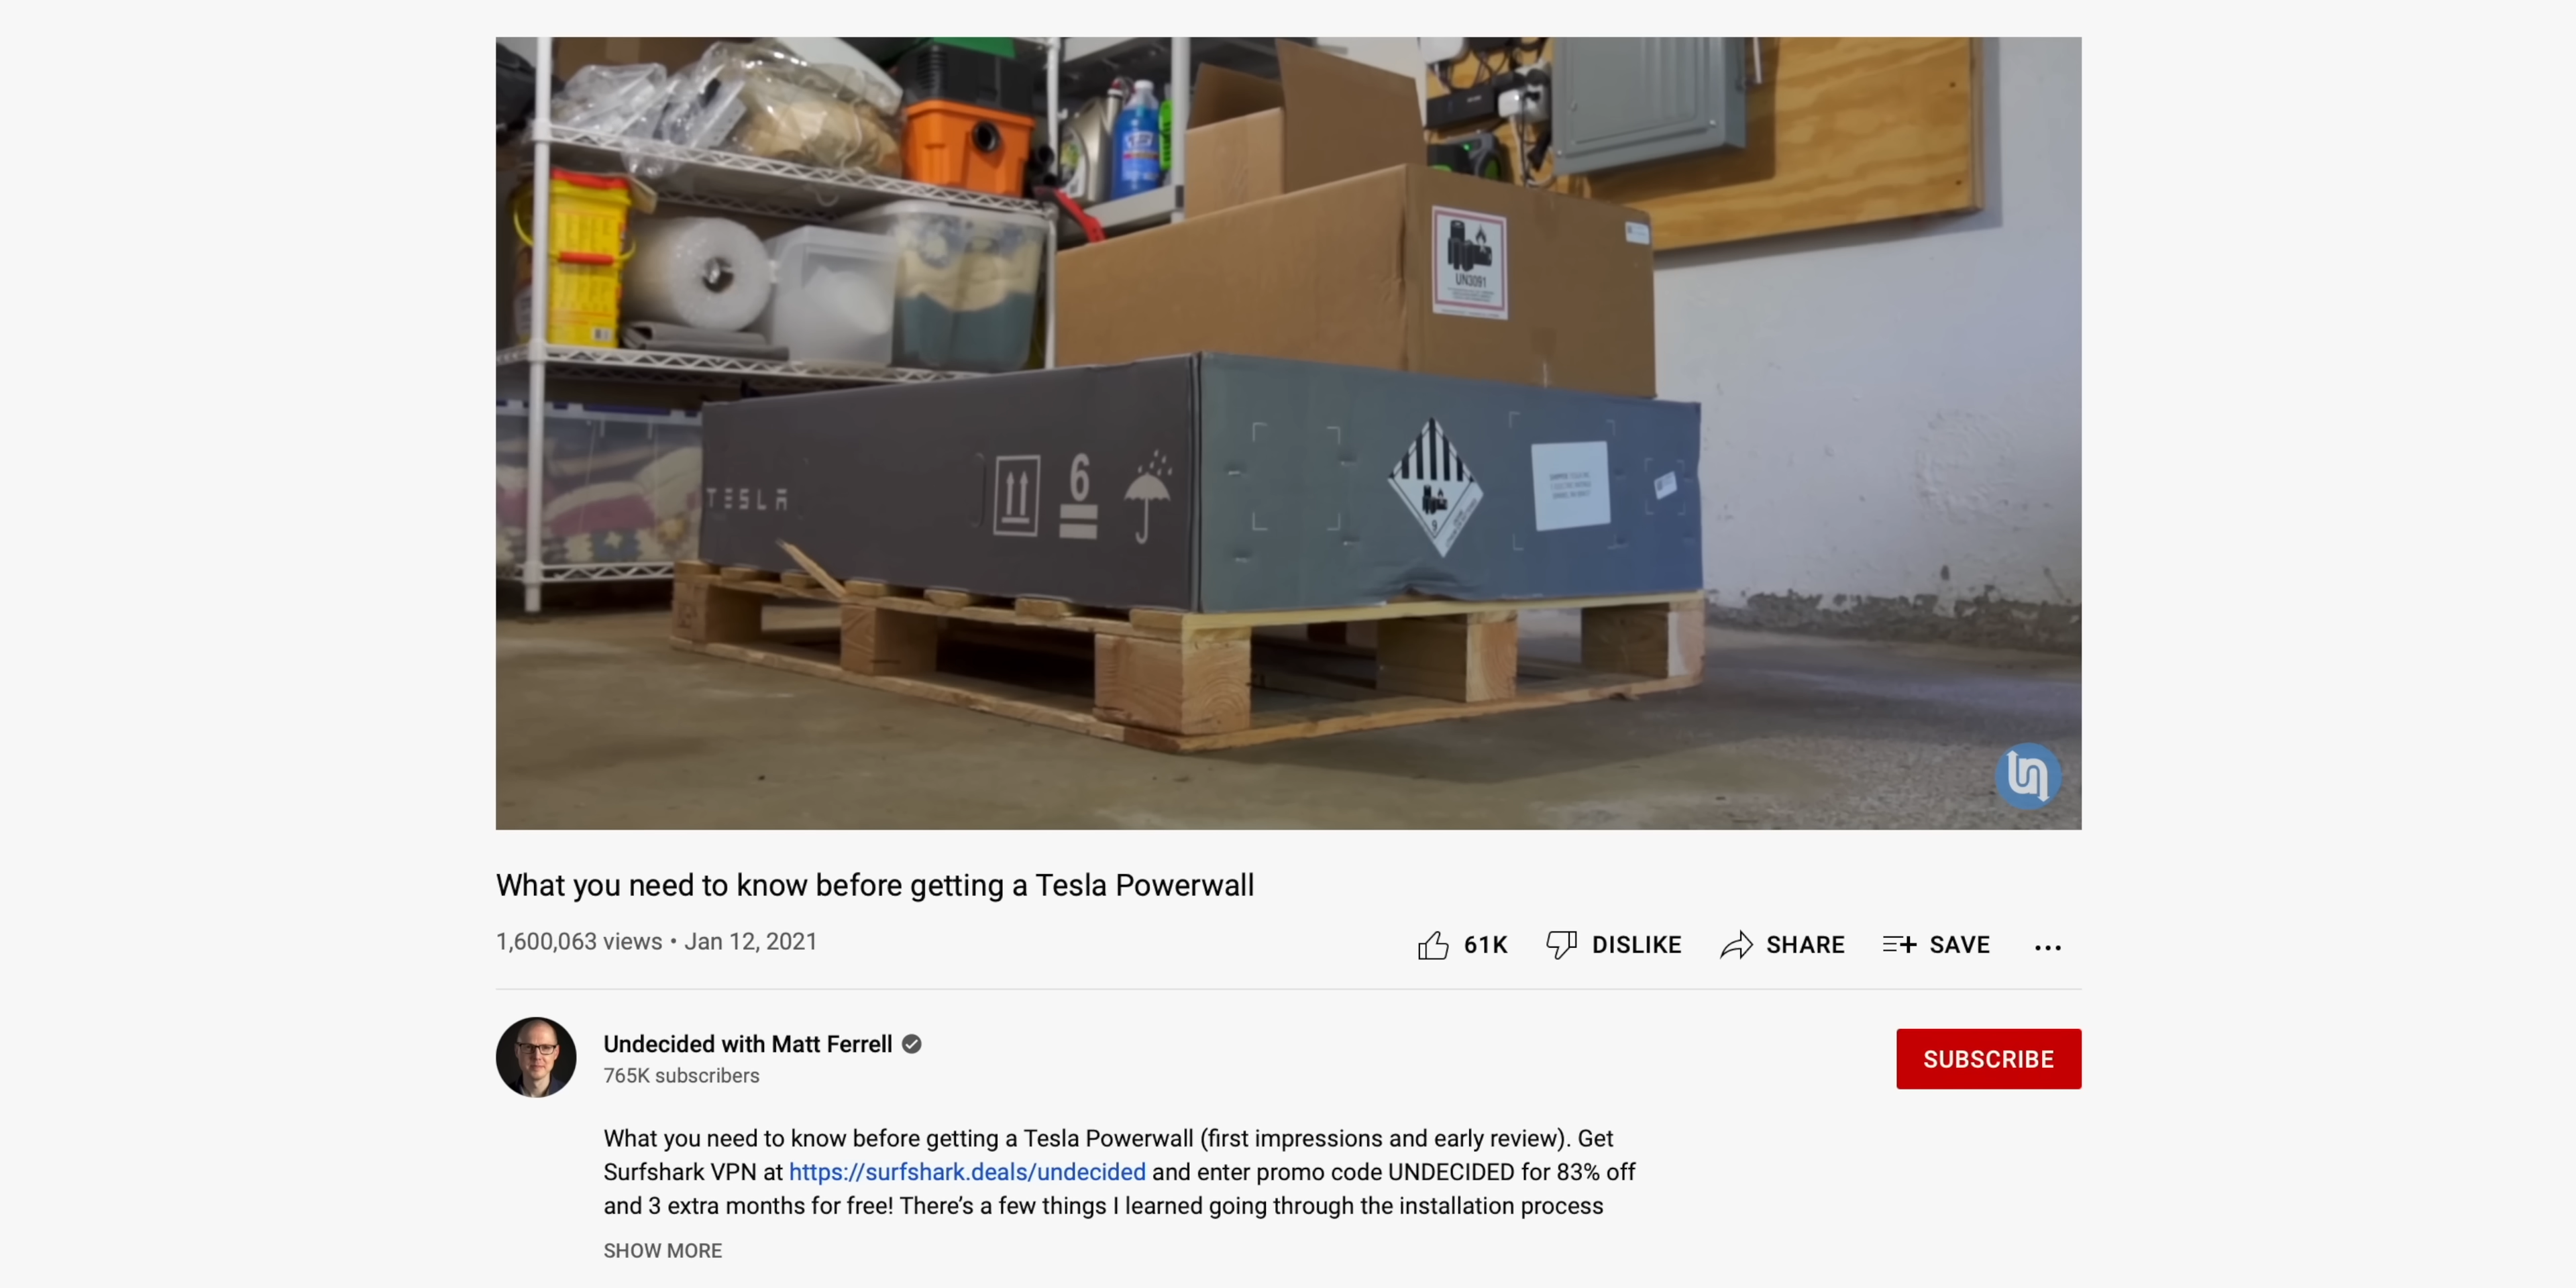 UN3091
TESLA
6
9
What you need to know before getting a Tesla Powerwall
1,600,063 views • Jan 12, 2021
61K
DISLIKE
SHARE
SAVE
Undecided with Matt Ferrell
765K subscribers
SUBSCRIBE
What you need to know before getting a Tesla Powerwall (first impressions and early review). Get
Surfshark VPN at https://surfshark.deals/undecided and enter promo code UNDECIDED for 83% off
and 3 extra months for free! There’s a few things I learned going through the installation process
SHOW MORE